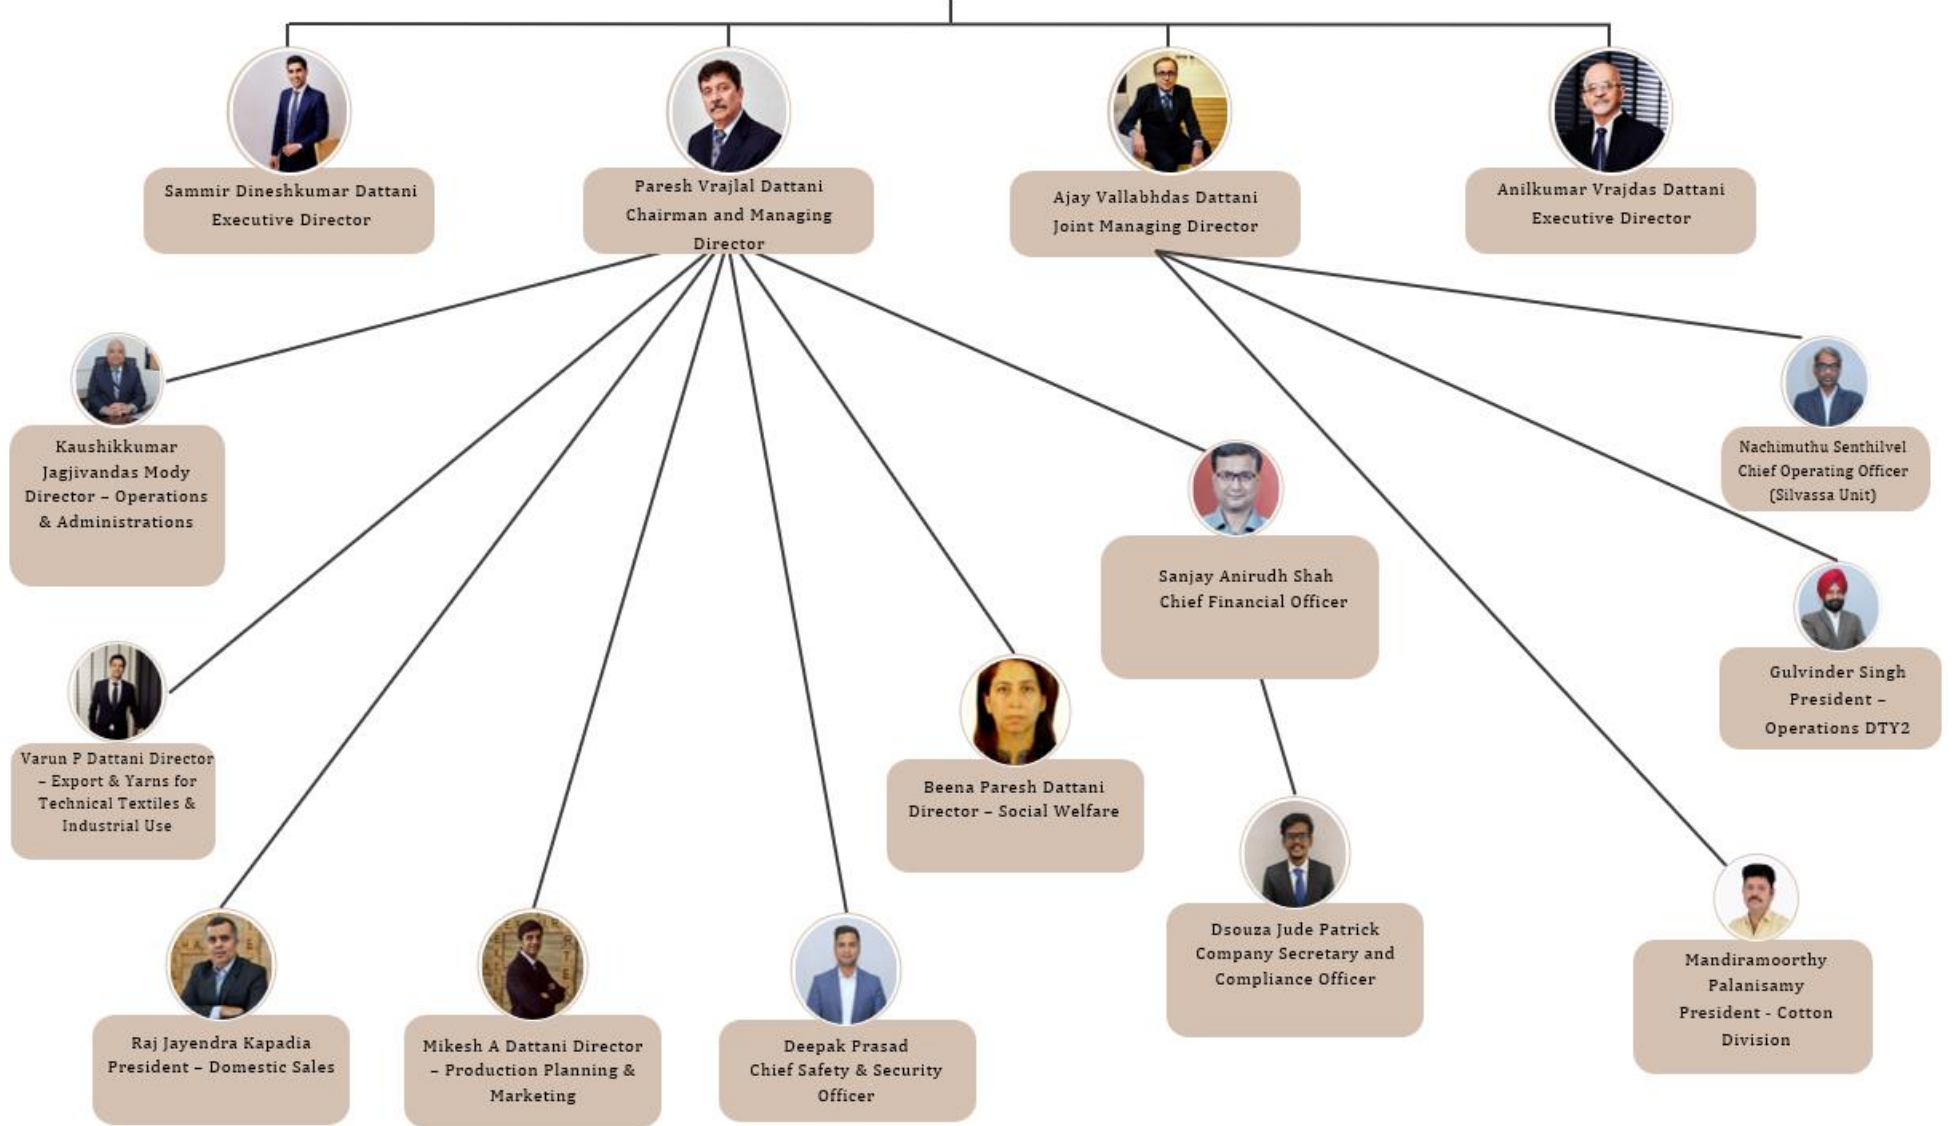 Sammir Dineshkumar Dattani
Executive Director
Paresh Vrajlal Dattani
Chairman and Managing
Director
Ajay Vallabhdas Dattani
Joint Managing Director
Anilkumar Vrajdas Dattani
Executive Director
Kaushikkumar
Jagjivandas Mody
Director – Operations
& Administrations
Nachimuthu Senthilvel
Chief Operating Officer
(Silvassa Unit)
Sanjay Anirudh Shah
Chief Financial Officer
Gulvinder Singh
President –
Operations DTY2
Varun P Dattani Director
– Export & Yarns for
Technical Textiles &
Industrial Use
Beena Paresh Dattani
Director – Social Welfare
Dsouza Jude Patrick
Company Secretary and
Compliance Officer
Mandiramoorthy
Palanisamy
President - Cotton
Division
Raj Jayendra Kapadia
President – Domestic Sales
Mikesh A Dattani Director
– Production Planning &
Marketing
Deepak Prasad
Chief Safety & Security
Officer